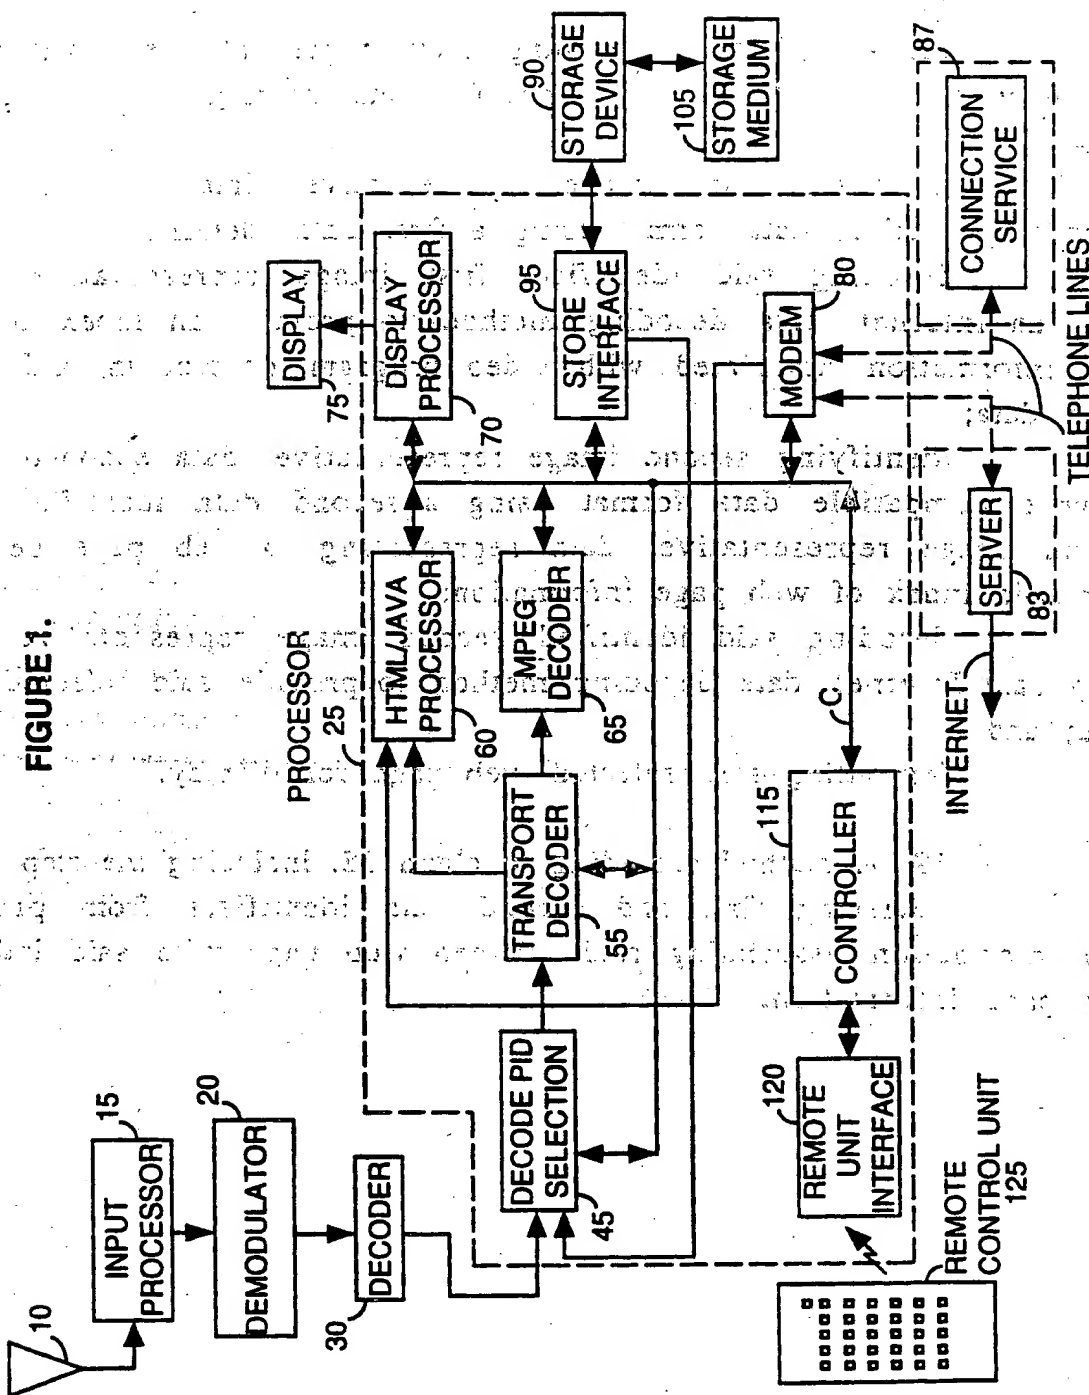 FIGURE 1.
10
INPUT
PROCESSOR
15
DEMODULATOR
20
DECODER
30
PROCESSOR
25
DECODE PID
SELECTION
45
TRANSPORT
DECODER
55
HTML/JAVA
PROCESSOR
60
MPEG
DECODER
65
DISPLAY
75
DISPLAY
PROCESSOR
70
STORE
INTERFACE
95
STORAGE
DEVICE
90
STORAGE
MEDIUM
105
MODEM
80
REMOTE
UNIT
INTERFACE
120
CONTROLLER
115
C
REMOTE
CONTROL UNIT
125
INTERNET
SERVER
83
TELEPHONE LINES
CONNECTION
SERVICE
87